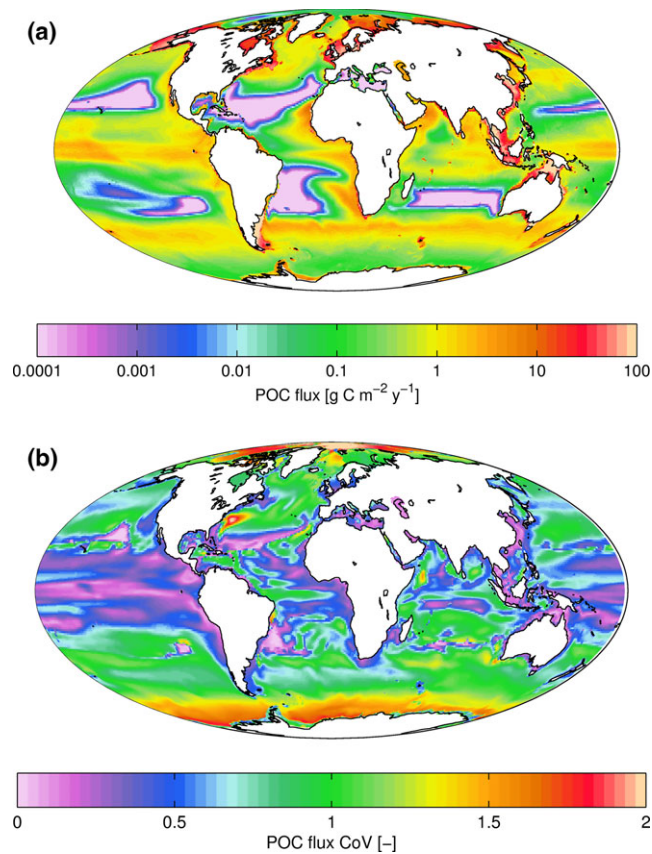 (a)
0.0001 0.001 0.01 0.1 1 10 100
POC flux [g C m⁻² y⁻¹]
(b)
0 0.5 1 1.5 2
POC flux CoV [–]